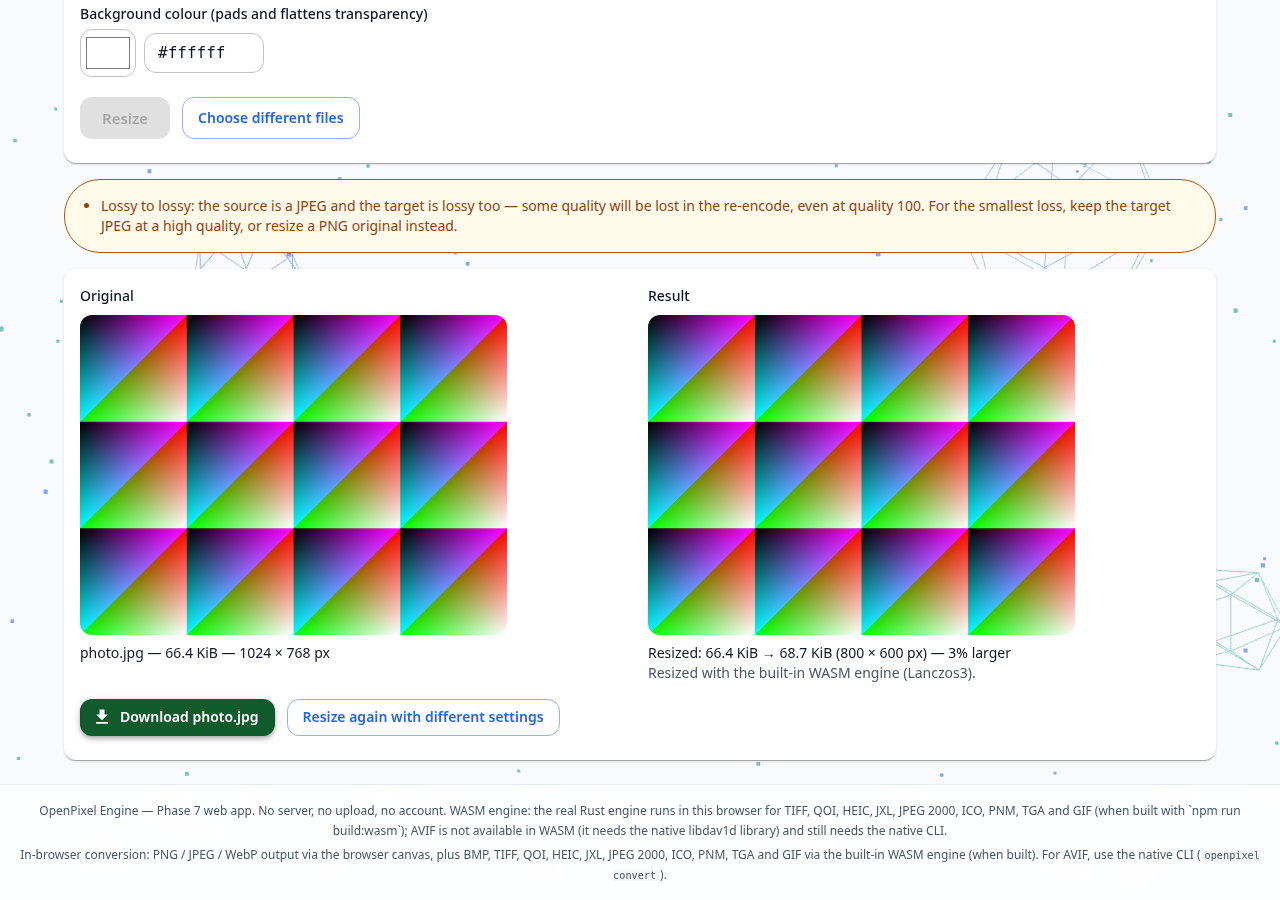 Background colour (pads and flattens transparency)
#ffffff
Resize
Choose different files
Lossy to lossy: the source is a JPEG and the target is lossy too — some quality will be lost in the re-encode, even at quality 100. For the smallest loss, keep the target
JPEG at a high quality, or resize a PNG original instead.
Original
Result
photo.jpg — 66.4 KiB — 1024 × 768 px
Resized: 66.4 KiB → 68.7 KiB (800 × 600 px) — 3% larger
Resized with the built-in WASM engine (Lanczos3).
Download photo.jpg
Resize again with different settings
OpenPixel Engine — Phase 7 web app. No server, no upload, no account. WASM engine: the real Rust engine runs in this browser for TIFF, QOI, HEIC, JXL, JPEG 2000, ICO, PNM, TGA and GIF (when built with `npm run
build:wasm`); AVIF is not available in WASM (it needs the native libdav1d library) and still needs the native CLI.
In-browser conversion: PNG / JPEG / WebP output via the browser canvas, plus BMP, TIFF, QOI, HEIC, JXL, JPEG 2000, ICO, PNM, TGA and GIF via the built-in WASM engine (when built). For AVIF, use the native CLI ( openpixel
convert ).